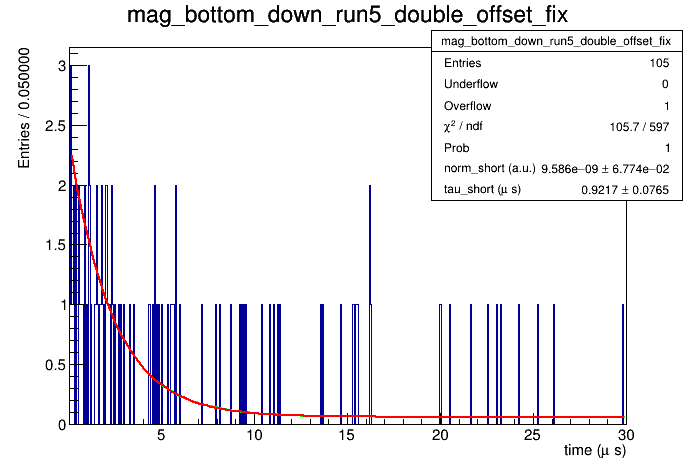 mag_bottom_down_run5_double_offset_fix
mag_bottom_down_run5_double_offset_fix
Entries 105
Underflow 0
Overflow 1
χ² / ndf 105.7 / 597
Prob 1
norm_short (a.u.) 9.586e−09 ± 6.774e−02
tau_short (μ s) 0.9217 ± 0.0765
Entries / 0.050000
3
2.5
2
1.5
1
0.5
0
5 10 15 20 25 30
time (μ s)